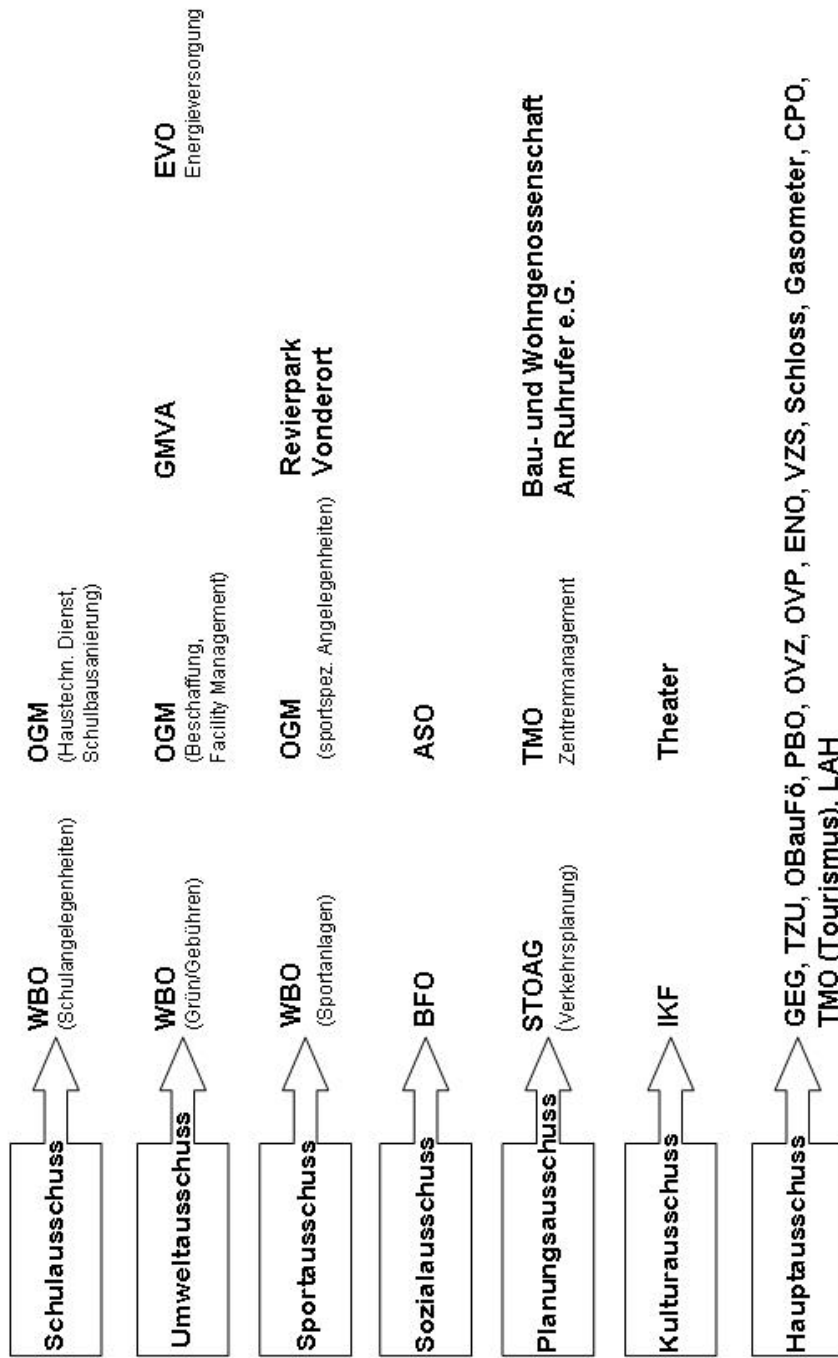 Schulausschuss
WBO
(Schulangelegenheiten)
OGM
(Haustechn. Dienst,
Schulbausanierung)
Umweltausschuss
WBO
(Grün/Gebühren)
OGM
(Beschaffung,
Facility Management)
GMVA
EVO
Energieversorgung
Sportausschuss
WBO
(Sportanlagen)
OGM
(sportspez. Angelegenheiten)
Revierpark
Vonderort
Sozialausschuss
BFO
ASO
Planungsausschuss
STOAG
(Verkehrsplanung)
TMO
Zentrenmanagement
Bau- und Wohngenossenschaft
Am Ruhrufer e.G.
Kulturausschuss
IKF
Theater
Hauptausschuss
GEG, TZU, OBauFö, PBO, OVZ, OVP, ENO, VZS, Schloss, Gasometer, CPO,
TMO (Tourismus), LAH